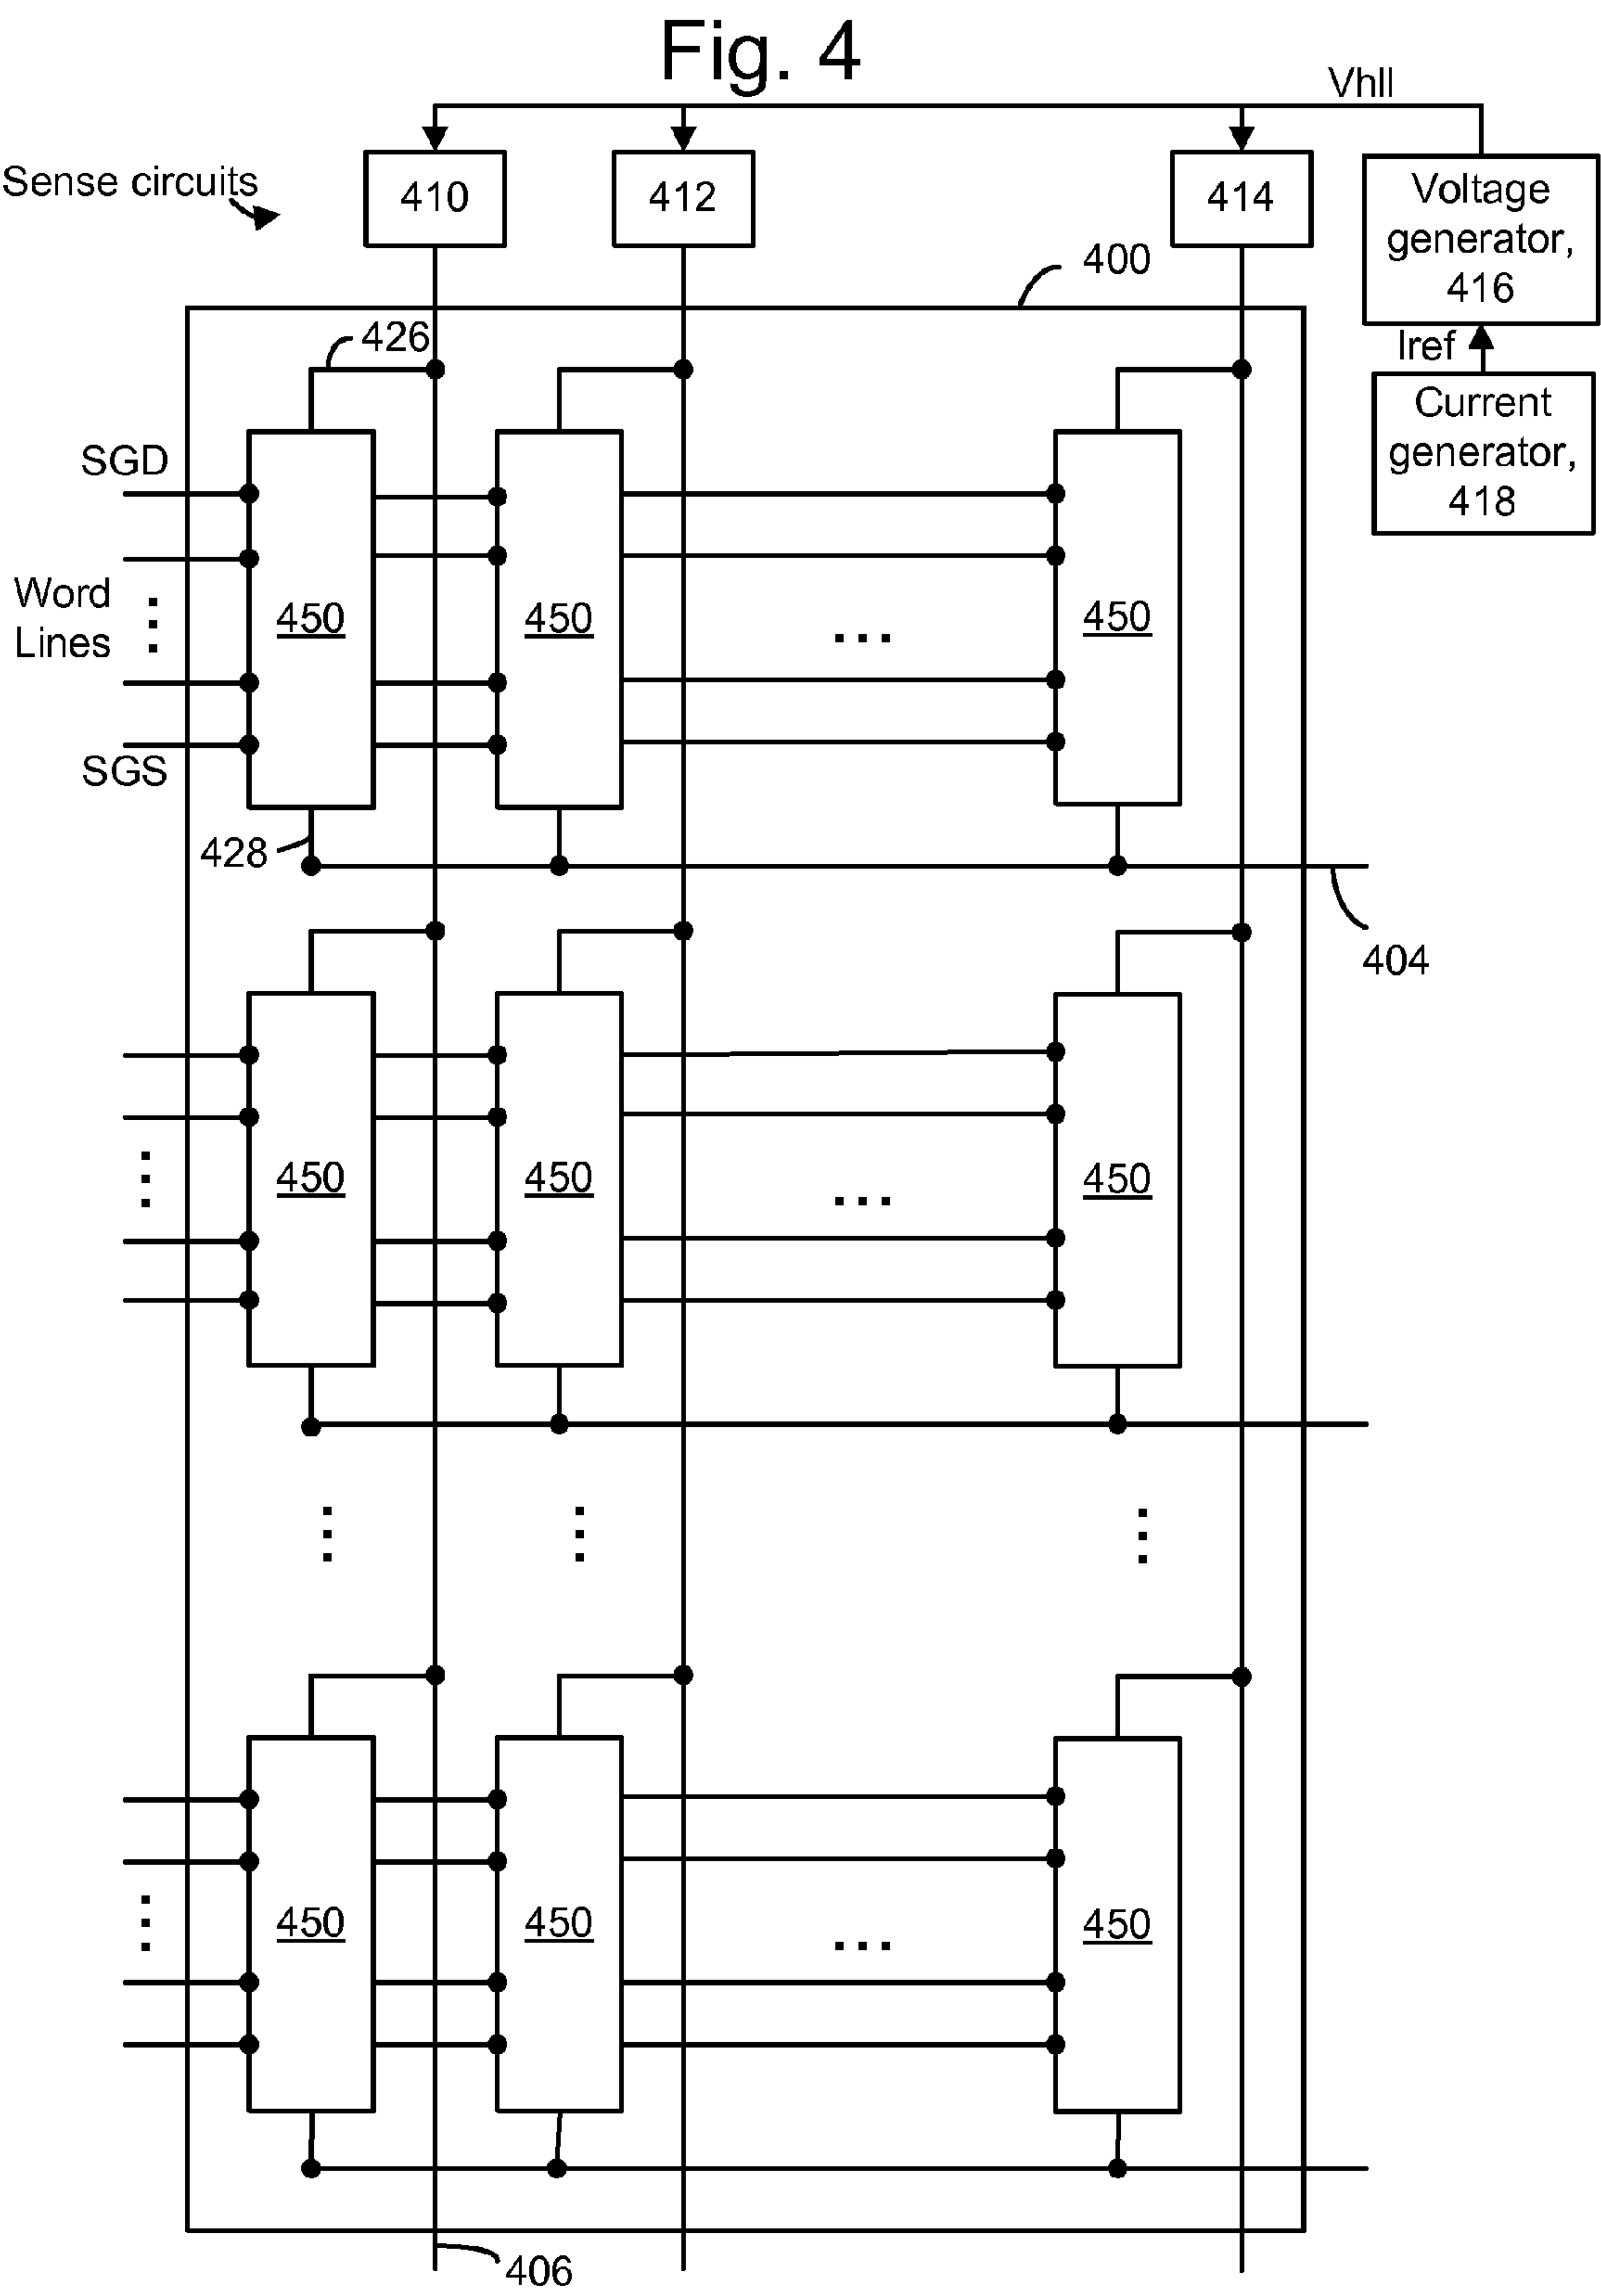 Fig. 4
Vhll
Sense circuits
410
412
414
Voltage
generator,
416
400
Iref
426
Current
generator,
418
SGD
Word
Lines
450
450
450
SGS
428
404
450
450
450
450
450
450
406